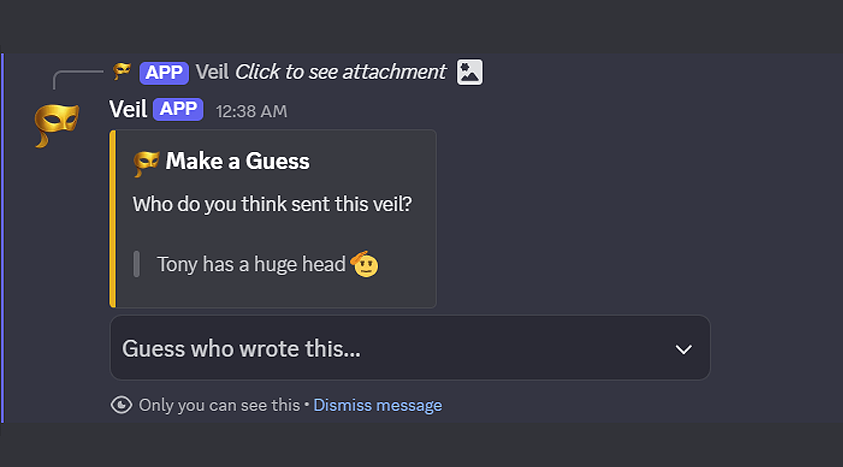 APP Veil Click to see attachment
Veil APP 12:38 AM
Make a Guess
Who do you think sent this veil?
Tony has a huge head 🫡
Guess who wrote this...
Only you can see this • Dismiss message